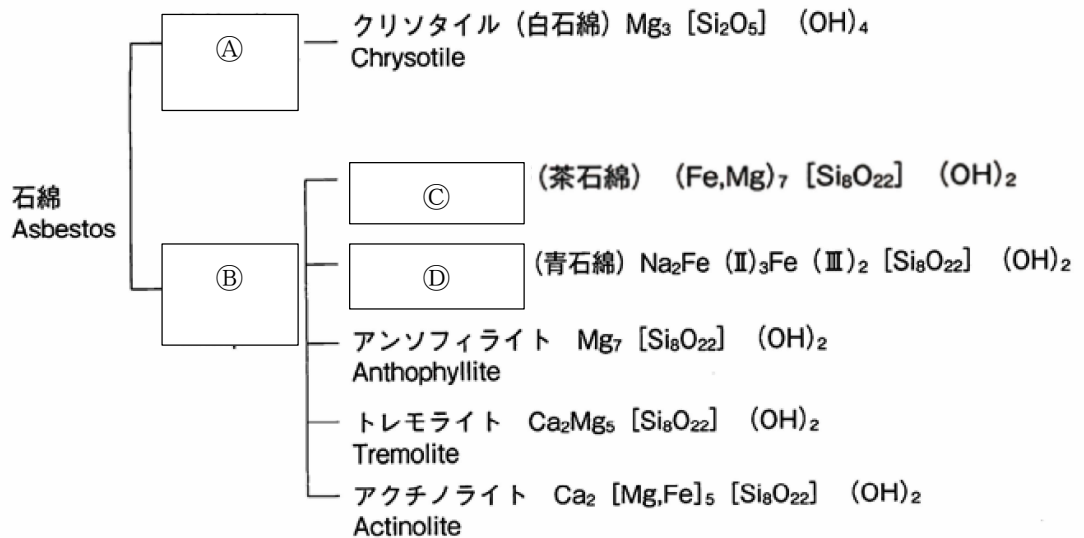 Ⓐ
クリソタイル（白石綿）Mg₃［Si₂O₅］（OH）₄
Chrysotile
石綿
Asbestos
Ⓑ
Ⓒ
（茶石綿）（Fe,Mg)₇［Si₈O₂₂］（OH）₂
Ⓓ
（青石綿）Na₂Fe（Ⅱ）₃Fe（Ⅲ）₂［Si₈O₂₂］（OH）₂
アンソフィライト Mg₇［Si₈O₂₂］（OH）₂
Anthophyllite
トレモライト Ca₂Mg₅［Si₈O₂₂］（OH）₂
Tremolite
アクチノライト Ca₂［Mg,Fe］₅［Si₈O₂₂］（OH）₂
Actinolite